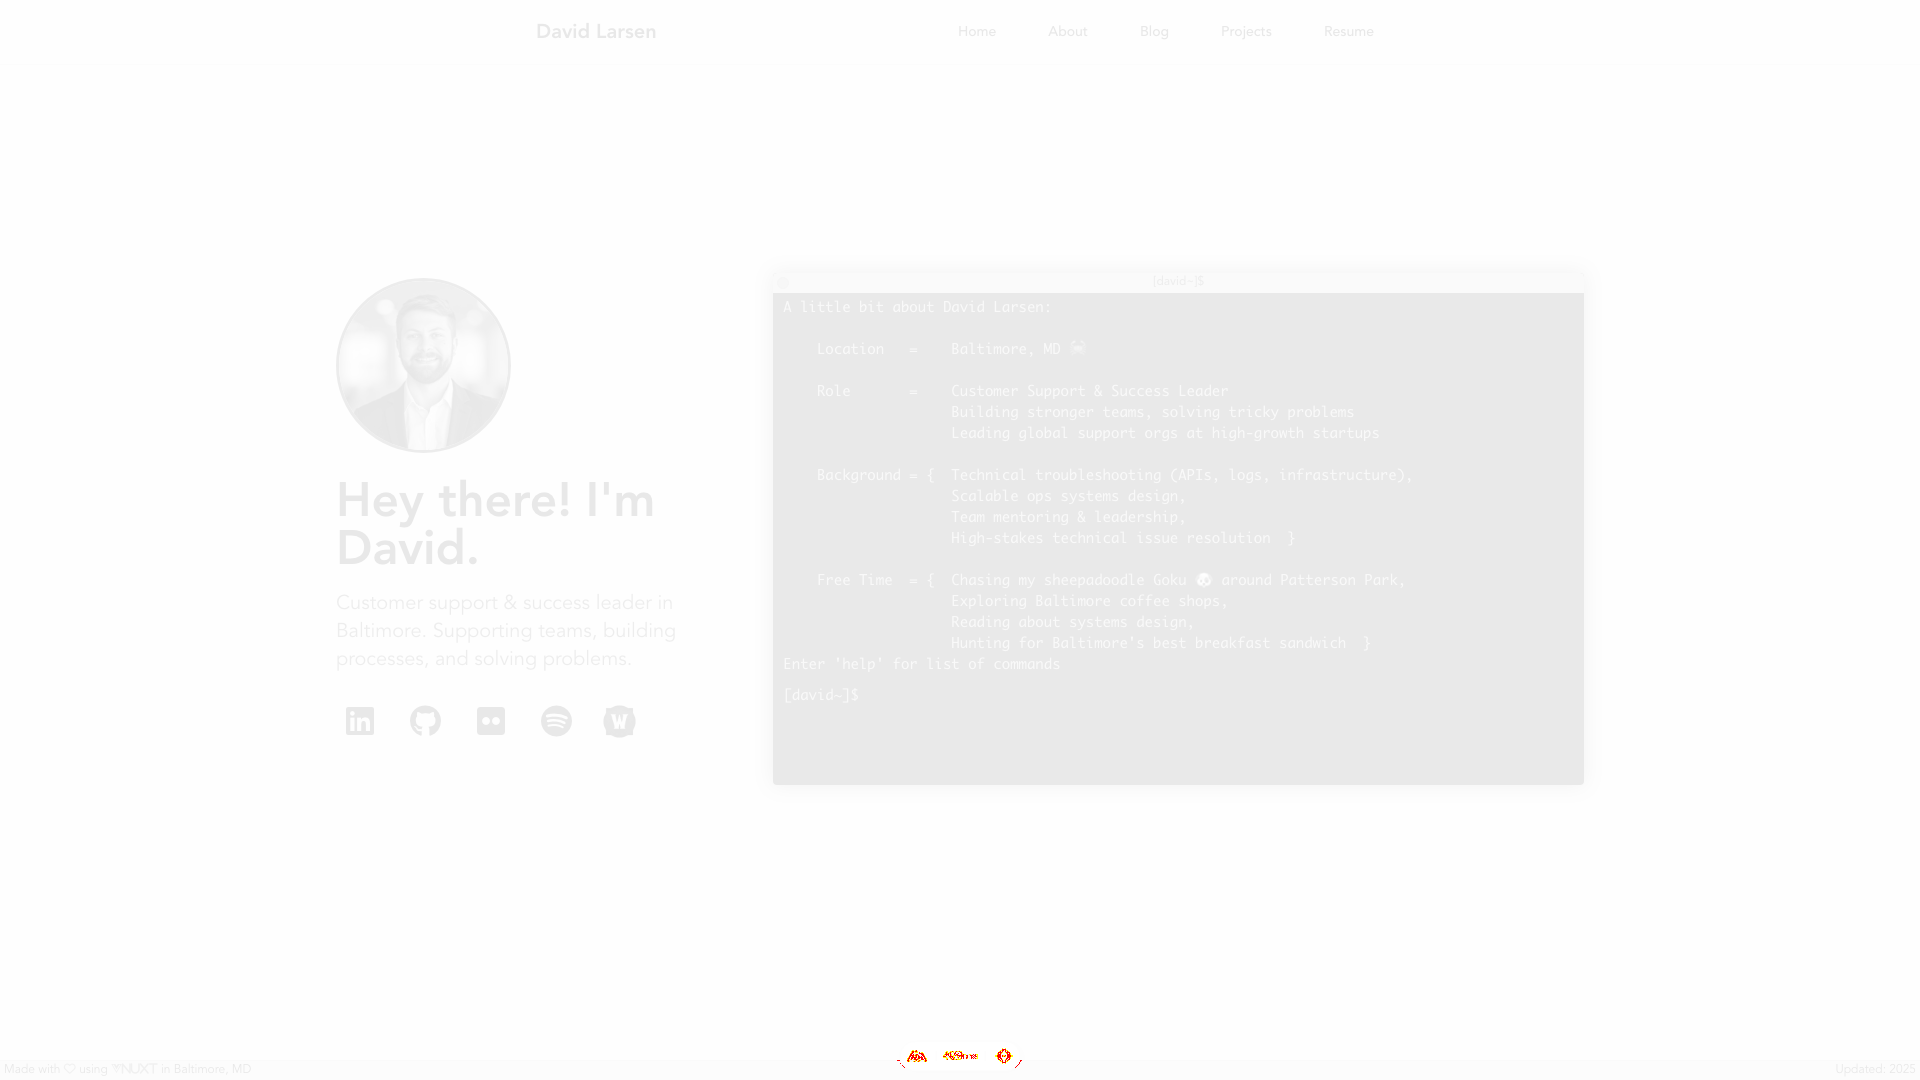 David Larsen
Home
About
Blog
Projects
Resume
Hey there! I'm
David.
Customer support & success leader in
Baltimore. Supporting teams, building
processes, and solving problems.
W
[david~]$
A little bit about David Larsen:
Location = Baltimore, MD
Role = Customer Support & Success Leader
Building stronger teams, solving tricky problems
Leading global support orgs at high-growth startups
Background = { Technical troubleshooting (APIs, logs, infrastructure),
Scalable ops systems design,
Team mentoring & leadership,
High-stakes technical issue resolution }
Free Time = { Chasing my sheepadoodle Goku around Patterson Park,
Exploring Baltimore coffee shops,
Reading about systems design,
Hunting for Baltimore's best breakfast sandwich }
Enter 'help' for list of commands
[david~]$
Made with ♡ using NUXT in Baltimore, MD
Updated: 2025